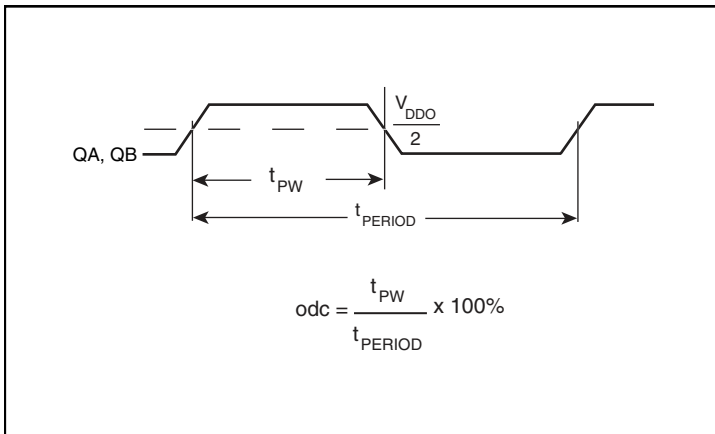 V_DDO
2
QA, QB
t_PW
t_PERIOD
odc = t_PW / t_PERIOD x 100%